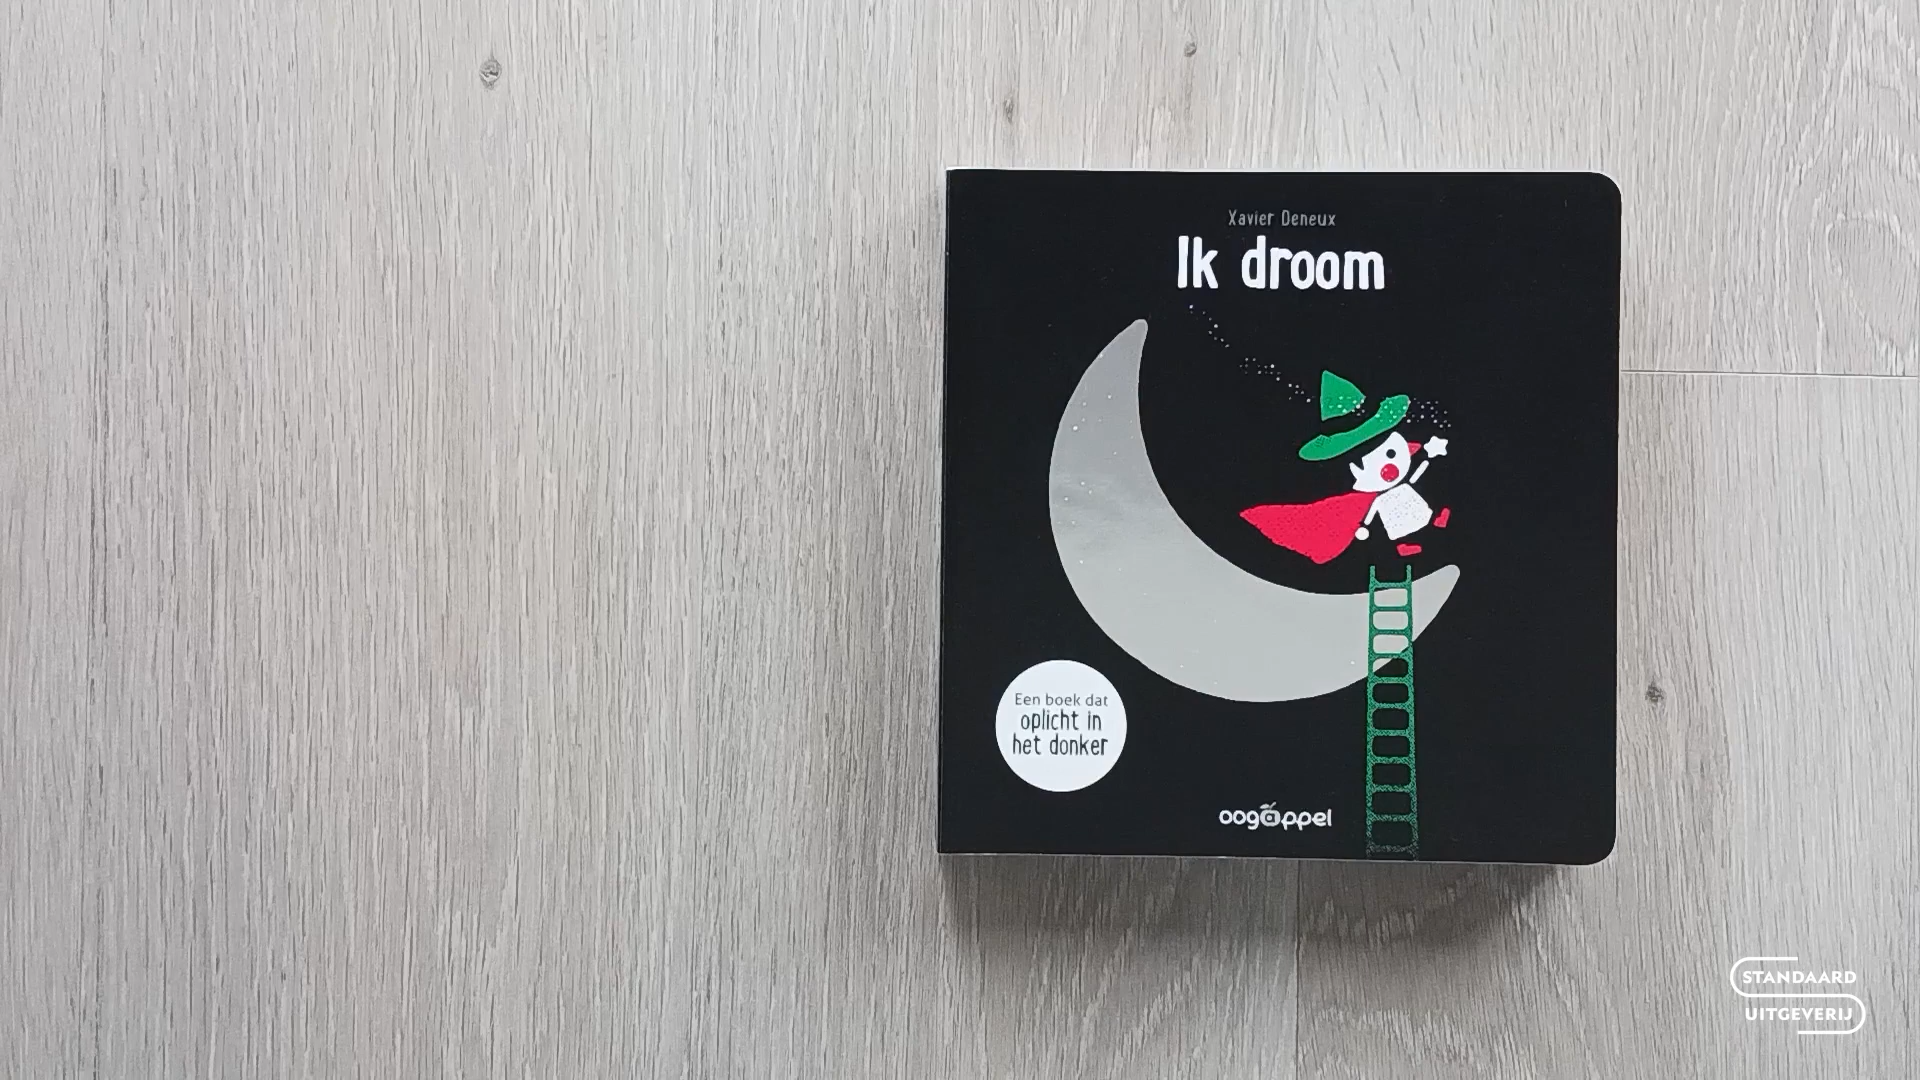 Xavier Deneux
Ik droom
Een boek dat
oplicht in
het donker
oogappel
STANDAARD
UITGEVERIJ